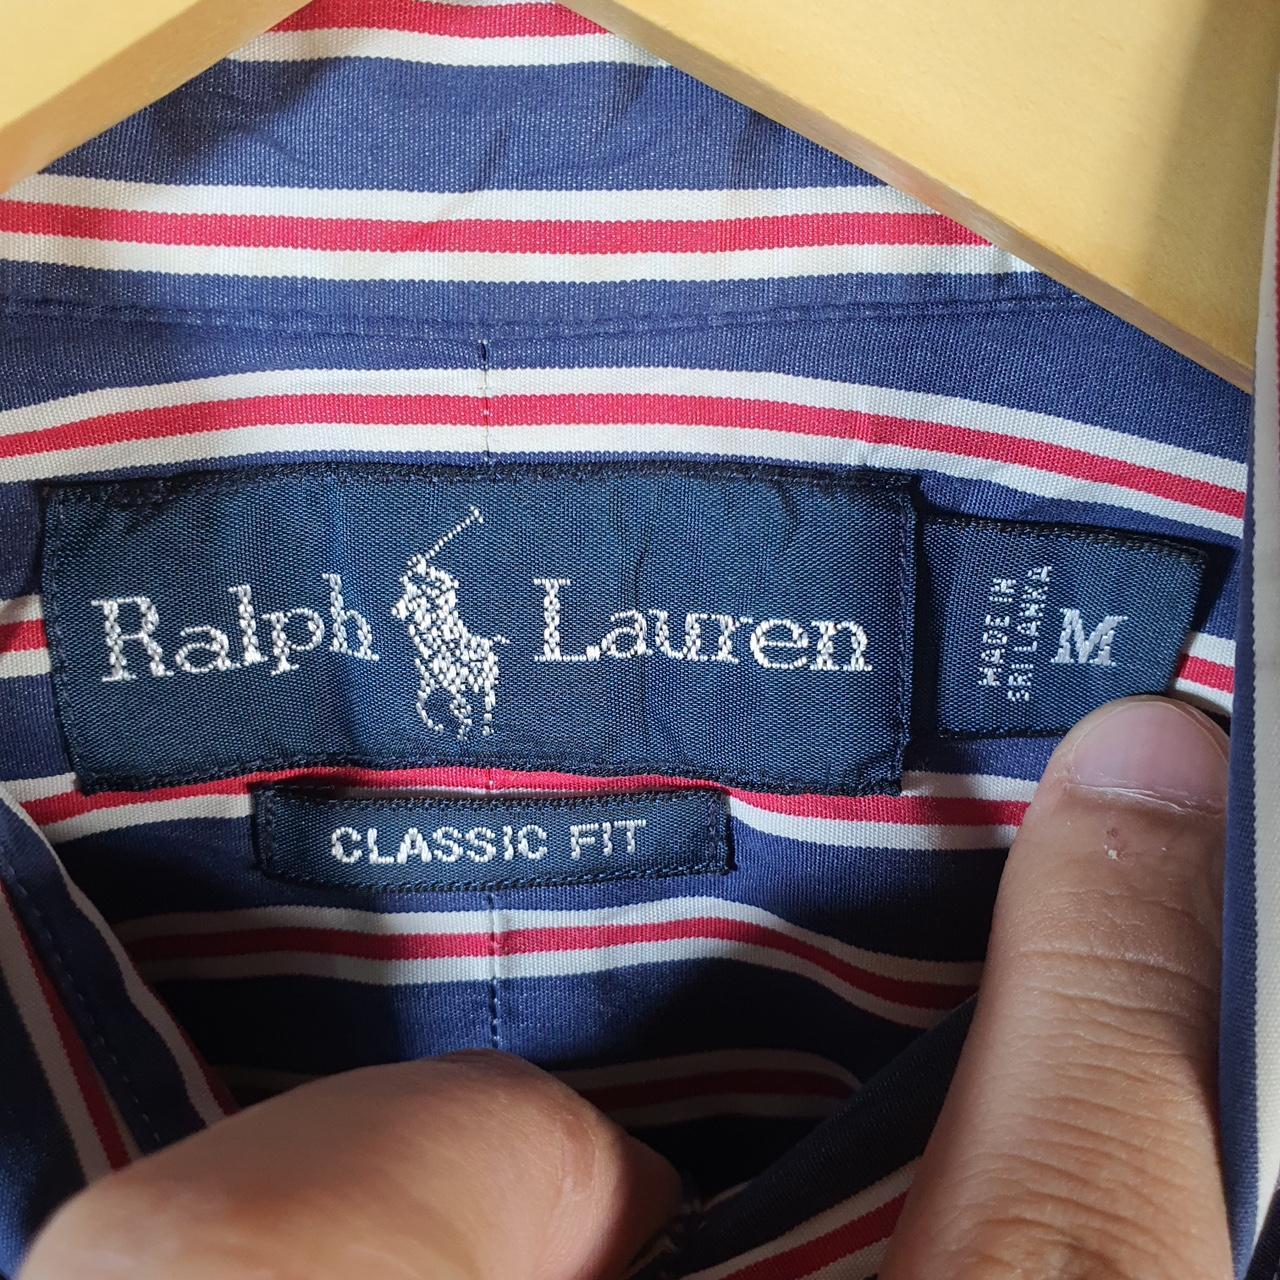 Ralph Lauren
MADE IN
SRI LANKA
M
CLASSIC FIT